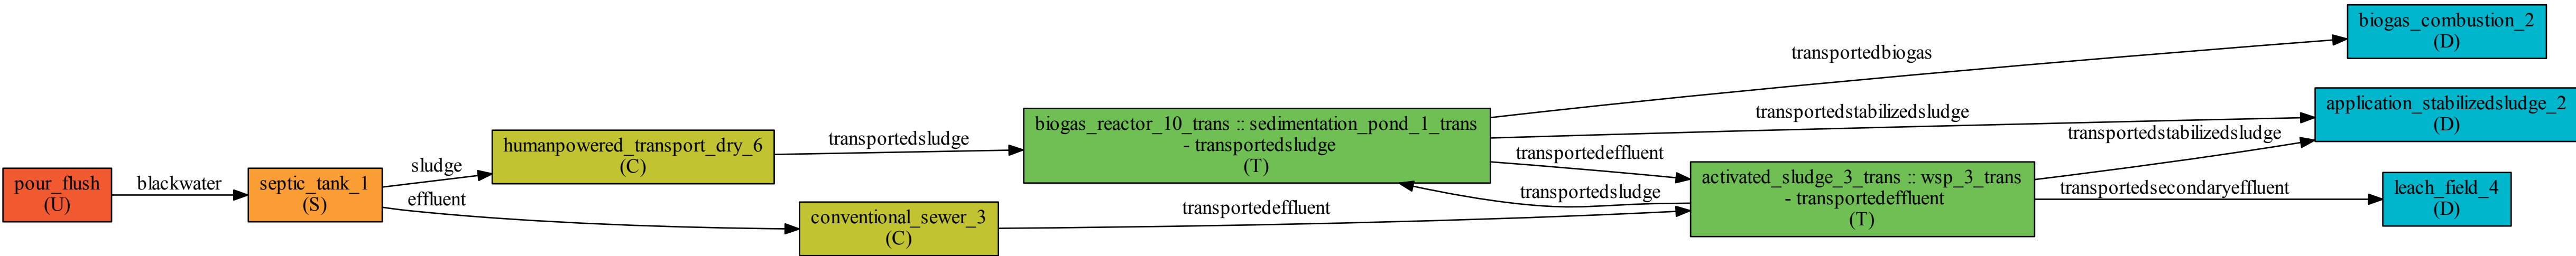 pour_flush
(U)
blackwater
septic_tank_1
(S)
sludge
effluent
humanpowered_transport_dry_6
(C)
conventional_sewer_3
(C)
transportedsludge
transportedeffluent
biogas_reactor_10_trans :: sedimentation_pond_1_trans
- transportedsludge
(T)
transportedbiogas
transportedstabilizedsludge
transportedeffluent
transportedsludge
activated_sludge_3_trans :: wsp_3_trans
- transportedeffluent
(T)
transportedstabilizedsludge
transportedsecondaryeffluent
biogas_combustion_2
(D)
application_stabilizedsludge_2
(D)
leach_field_4
(D)